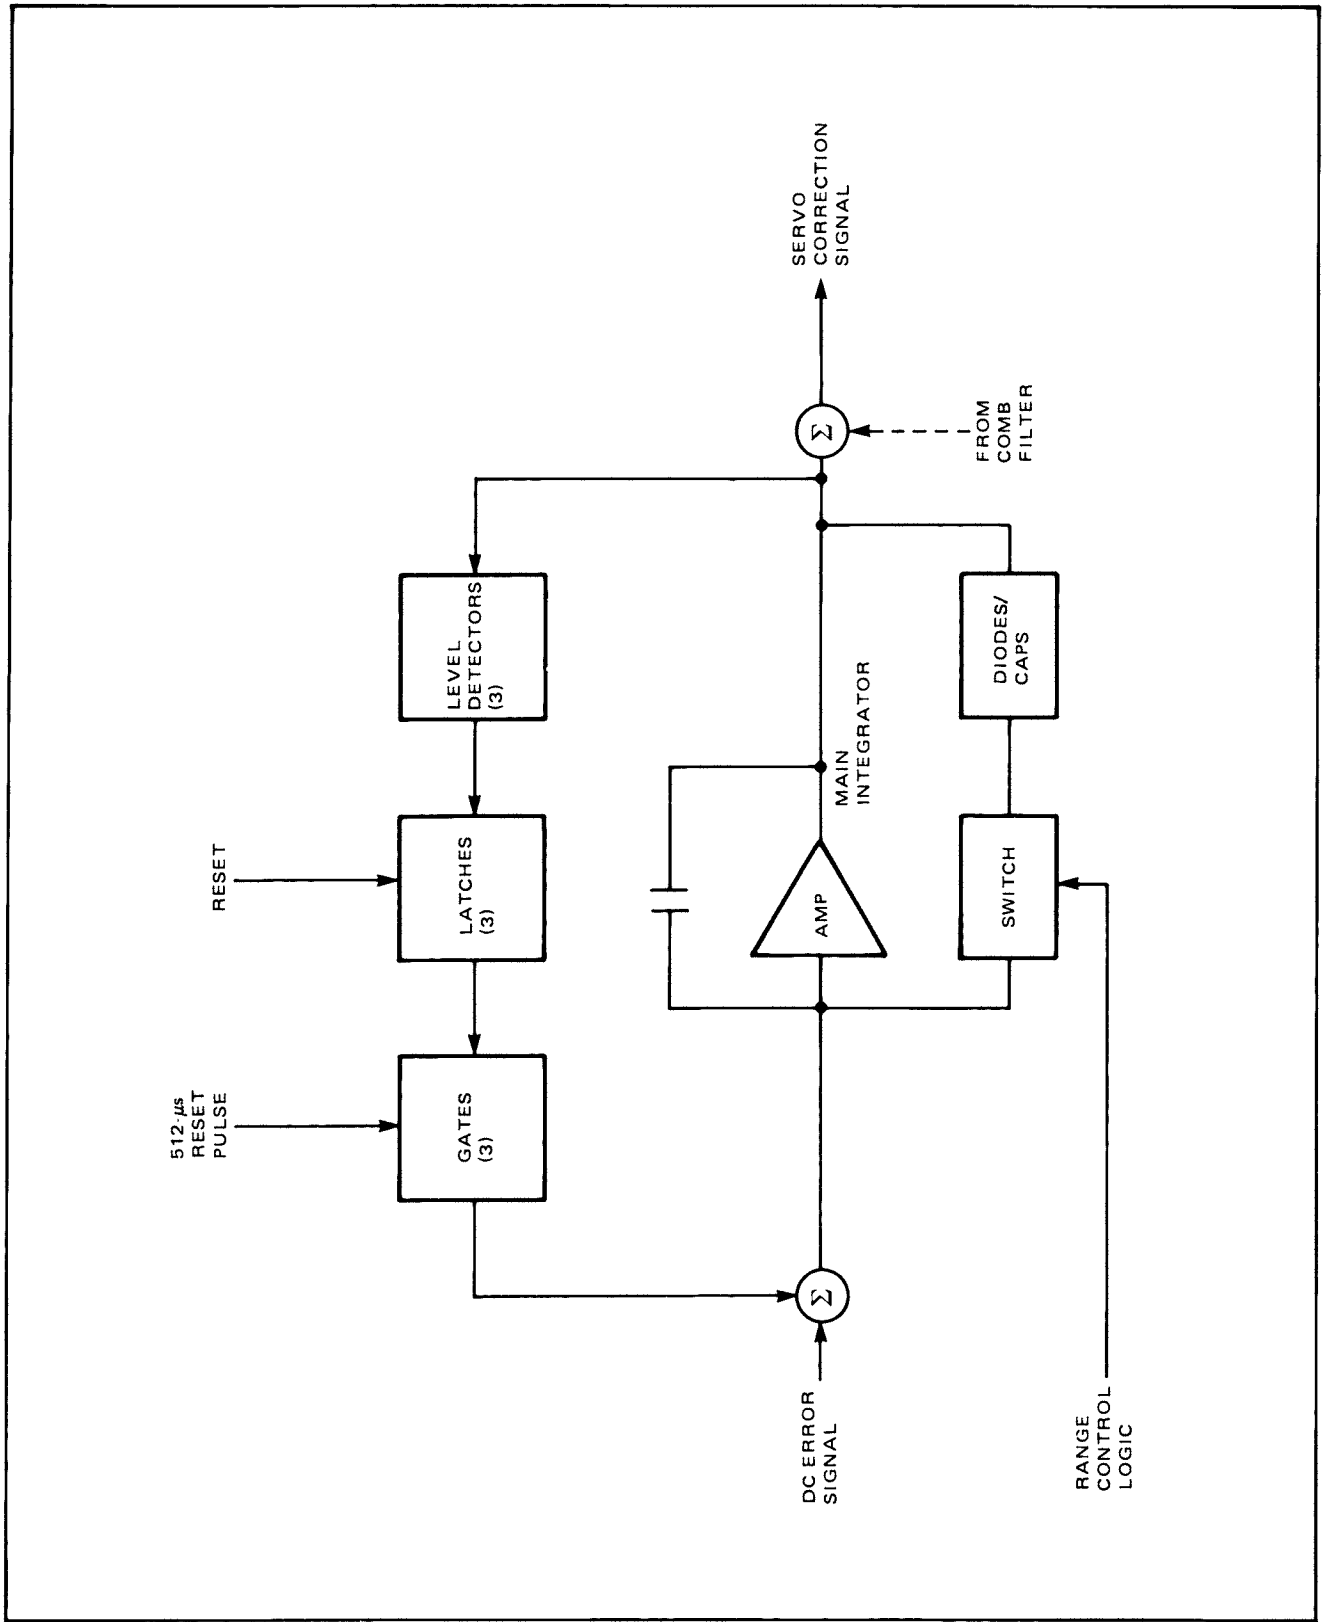 512-μs
RESET
PULSE
RESET
GATES
(3)
LATCHES
(3)
LEVEL
DETECTORS
(3)
DC ERROR
SIGNAL
Σ
AMP
MAIN
INTEGRATOR
Σ
SERVO
CORRECTION
SIGNAL
FROM
COMB
FILTER
SWITCH
DIODES/
CAPS
RANGE
CONTROL
LOGIC